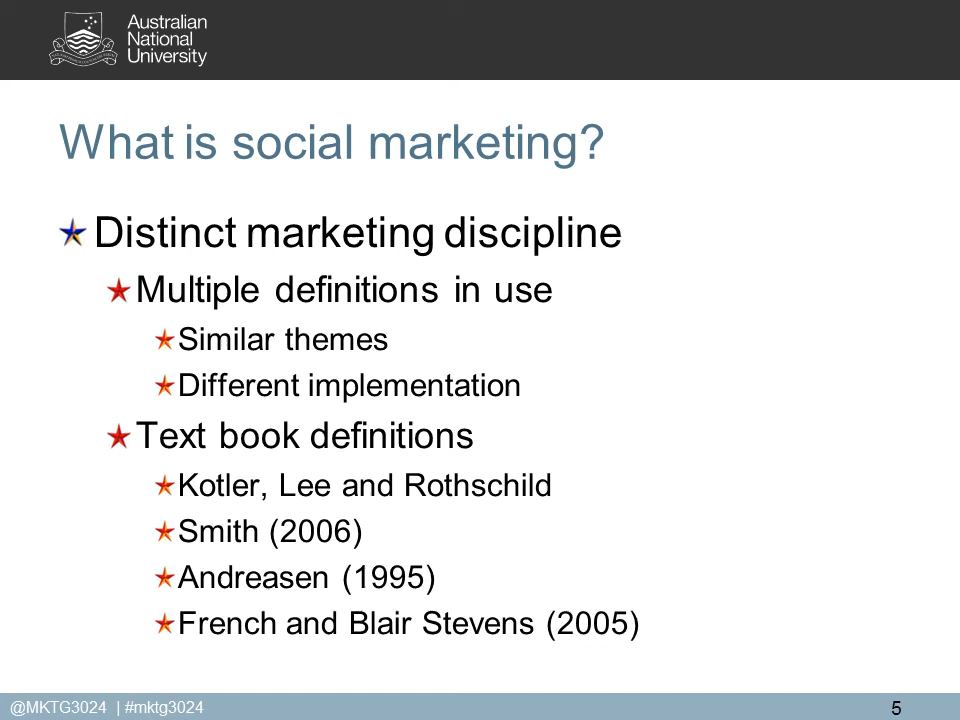 Australian
National
University
What is social marketing?
Distinct marketing discipline
Multiple definitions in use
Similar themes
Different implementation
Text book definitions
Kotler, Lee and Rothschild
Smith (2006)
Andreasen (1995)
French and Blair Stevens (2005)
@MKTG3024 | #mktg3024
5